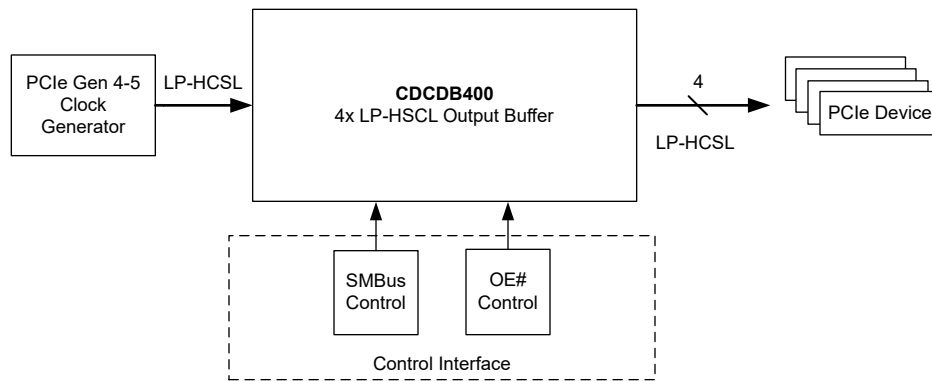 PCIe Gen 4-5
Clock
Generator
LP-HCSL
CDCDB400
4x LP-HSCL Output Buffer
4
LP-HCSL
PCIe Device
SMBus
Control
OE#
Control
Control Interface